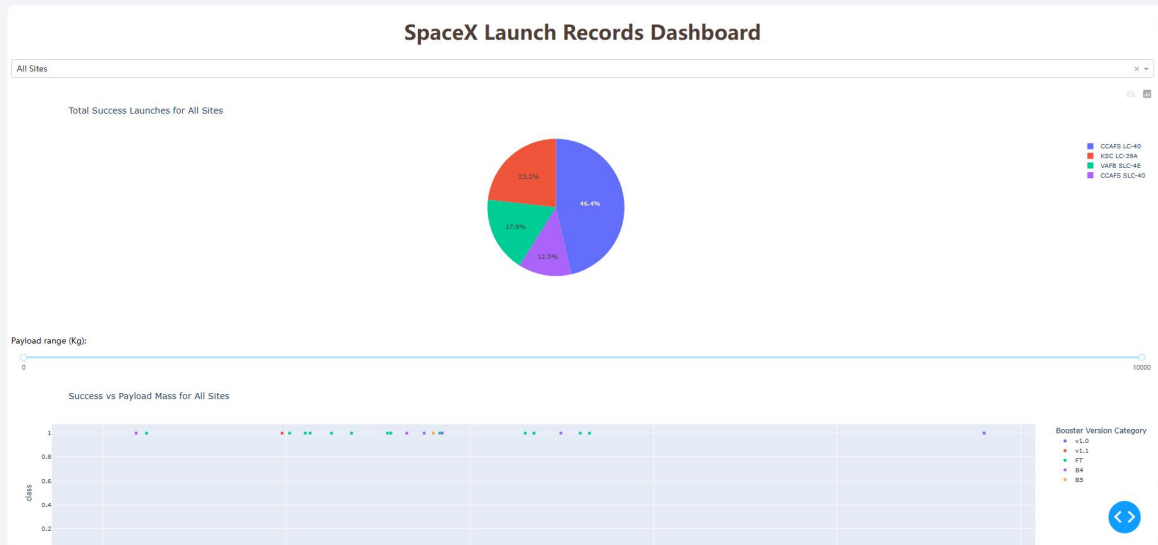 SpaceX Launch Records Dashboard
All Sites
Total Success Launches for All Sites
CCAFS LC-40
KSC LC-39A
VAFB SLC-4E
CCAFS SLC-40
23.2%
46.4%
17.9%
12.5%
Payload range (Kg):
0
10000
Success vs Payload Mass for All Sites
Booster Version Category
v1.0
v1.1
FT
B4
B5
1
0.8
0.6
0.4
0.2
class